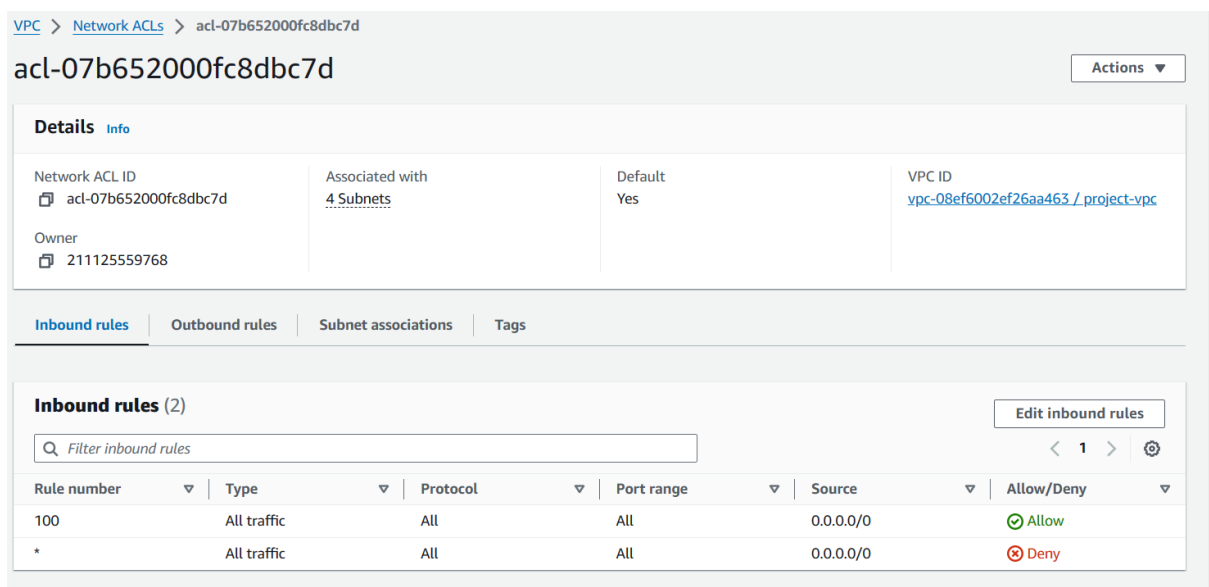 VPC > Network ACLs > acl-07b652000fc8dbc7d
acl-07b652000fc8dbc7d
Actions
Details Info
Network ACL ID
acl-07b652000fc8dbc7d
Associated with
4 Subnets
Default
Yes
VPC ID
vpc-08ef6002ef26aa463 / project-vpc
Owner
211125559768
Inbound rules Outbound rules Subnet associations Tags
Inbound rules (2)
Edit inbound rules
Filter inbound rules
< 1 >
Rule number Type Protocol Port range Source Allow/Deny
100 All traffic All All 0.0.0.0/0 Allow
* All traffic All All 0.0.0.0/0 Deny